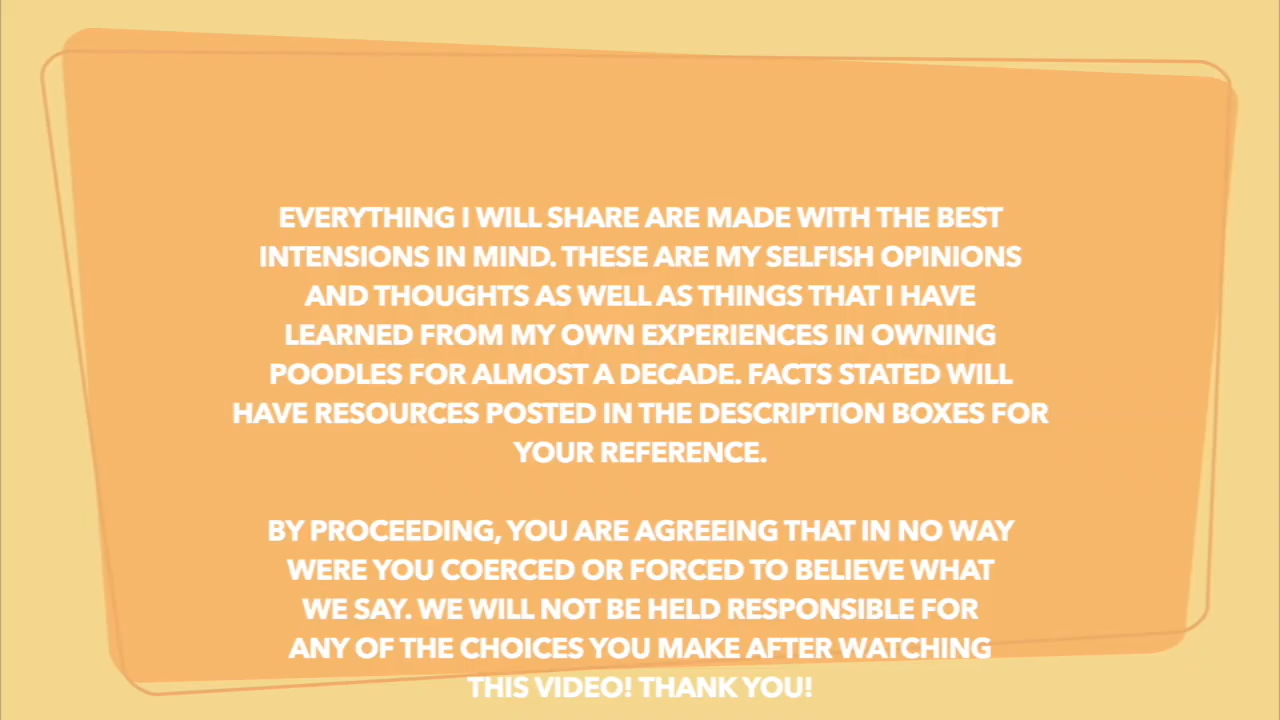 EVERYTHING I WILL SHARE ARE MADE WITH THE BEST
INTENSIONS IN MIND. THESE ARE MY SELFISH OPINIONS
AND THOUGHTS AS WELL AS THINGS THAT I HAVE
LEARNED FROM MY OWN EXPERIENCES IN OWNING
POODLES FOR ALMOST A DECADE. FACTS STATED WILL
HAVE RESOURCES POSTED IN THE DESCRIPTION BOXES FOR
YOUR REFERENCE.
BY PROCEEDING, YOU ARE AGREEING THAT IN NO WAY
WERE YOU COERCED OR FORCED TO BELIEVE WHAT
WE SAY. WE WILL NOT BE HELD RESPONSIBLE FOR
ANY OF THE CHOICES YOU MAKE AFTER WATCHING
THIS VIDEO! THANK YOU!